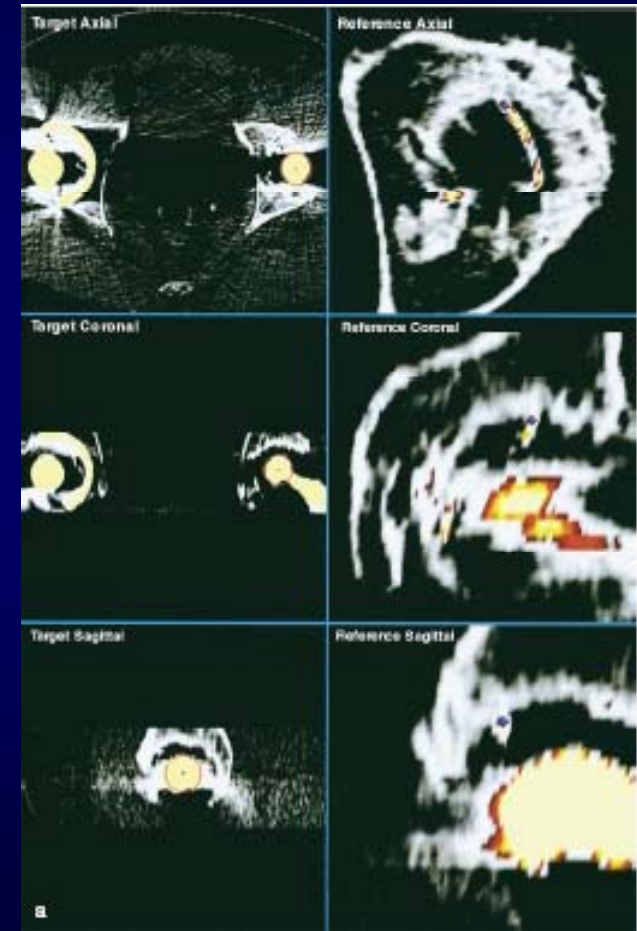 Target Axial
Reference Axial
Target Coronal
Reference Coronal
Target Sagittal
Reference Sagittal
a